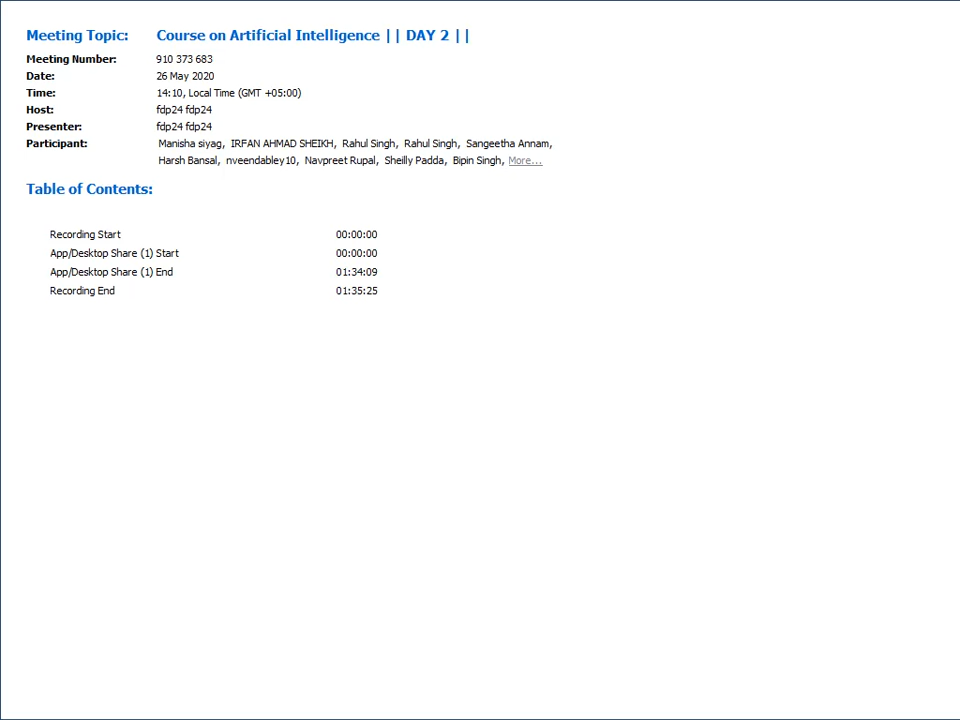 Meeting Topic: Course on Artificial Intelligence || DAY 2 ||
Meeting Number: 910 373 683
Date: 26 May 2020
Time: 14:10, Local Time (GMT +05:00)
Host: fdp24 fdp24
Presenter: fdp24 fdp24
Participant: Manisha siyag, IRFAN AHMAD SHEIKH, Rahul Singh, Rahul Singh, Sangeetha Annam,
Harsh Bansal, nveendabley10, Navpreet Rupal, Sheilly Padda, Bipin Singh, More...
Table of Contents:
Recording Start 00:00:00
App/Desktop Share (1) Start 00:00:00
App/Desktop Share (1) End 01:34:09
Recording End 01:35:25